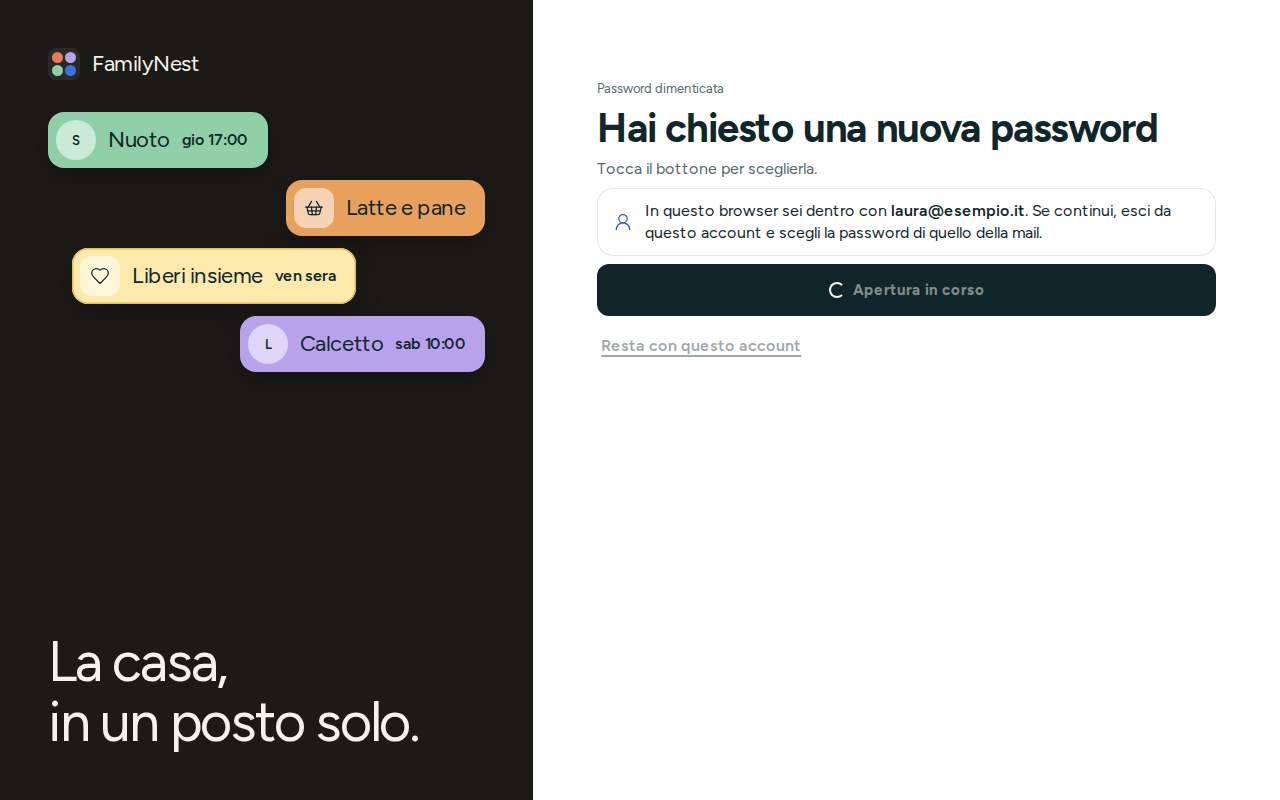 FamilyNest
S Nuoto gio 17:00
Latte e pane
Liberi insieme ven sera
L Calcetto sab 10:00
La casa,
in un posto solo.
Password dimenticata
Hai chiesto una nuova password
Tocca il bottone per sceglierla.
In questo browser sei dentro con laura@esempio.it. Se continui, esci da
questo account e scegli la password di quello della mail.
Apertura in corso
Resta con questo account